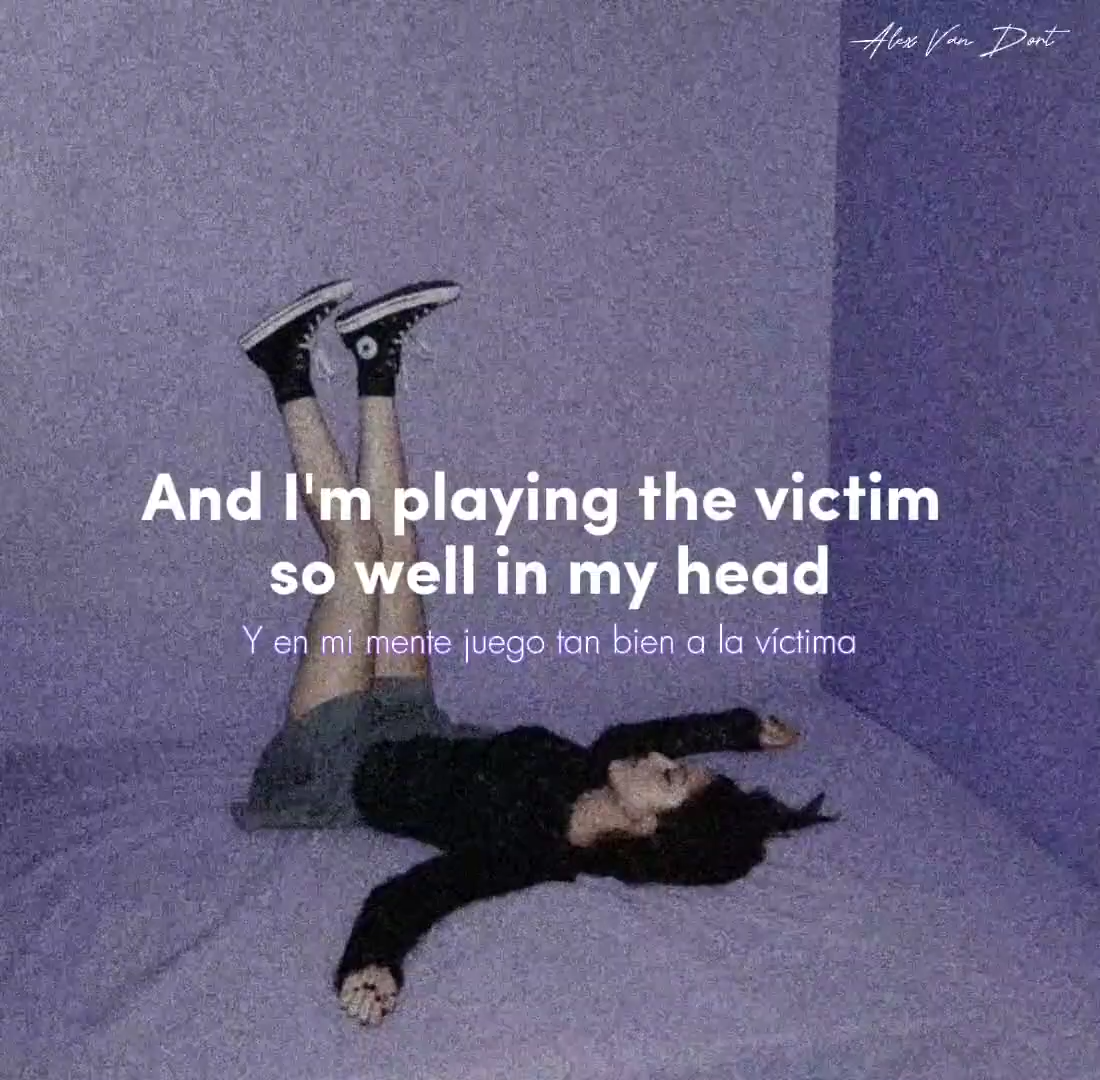 Alex Van Dort
And I'm playing the victim
so well in my head
Y en mi mente juego tan bien a la víctima